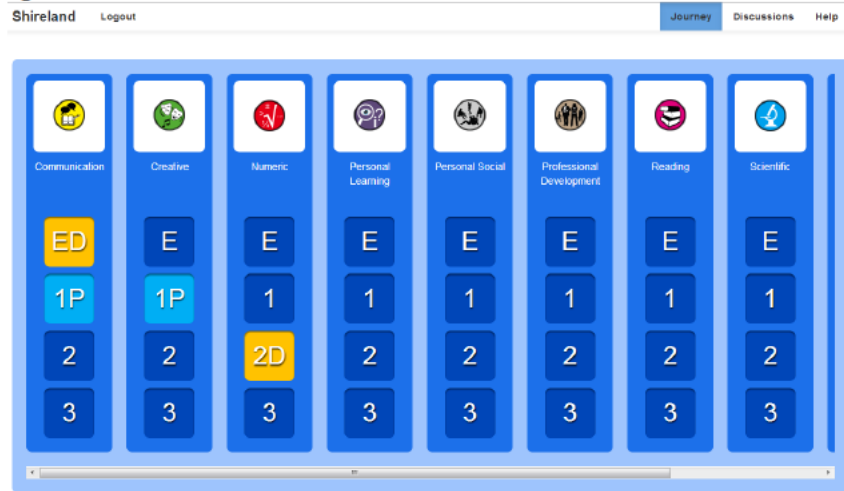 Shireland Logout Journey Discussions Help
Communication Creative Numeric Personal Learning Personal Social Professional Development Reading Scientific
ED E E E E E E E
1P 1P 1 1 1 1 1 1
2 2 2D 2 2 2 2 2
3 3 3 3 3 3 3 3